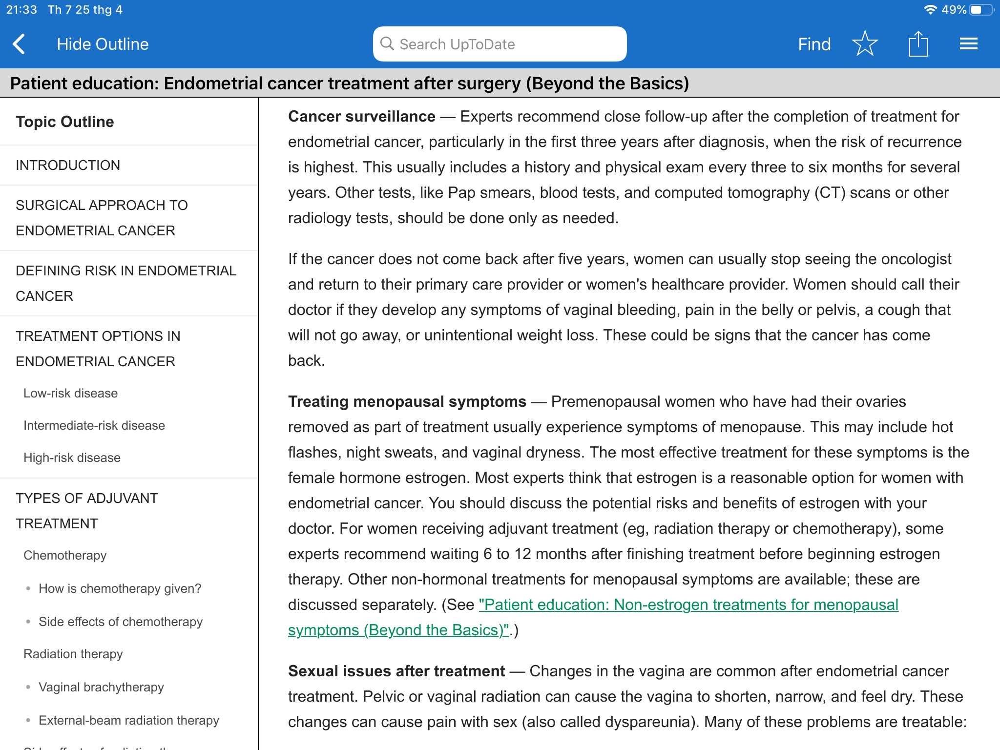 21:33 Th 7 25 thg 4
49%
Hide Outline
Search UpToDate
Find
Patient education: Endometrial cancer treatment after surgery (Beyond the Basics)
Topic Outline
INTRODUCTION
SURGICAL APPROACH TO
ENDOMETRIAL CANCER
DEFINING RISK IN ENDOMETRIAL
CANCER
TREATMENT OPTIONS IN
ENDOMETRIAL CANCER
Low-risk disease
Intermediate-risk disease
High-risk disease
TYPES OF ADJUVANT
TREATMENT
Chemotherapy
• How is chemotherapy given?
• Side effects of chemotherapy
Radiation therapy
• Vaginal brachytherapy
• External-beam radiation therapy
Cancer surveillance — Experts recommend close follow-up after the completion of treatment for
endometrial cancer, particularly in the first three years after diagnosis, when the risk of recurrence
is highest. This usually includes a history and physical exam every three to six months for several
years. Other tests, like Pap smears, blood tests, and computed tomography (CT) scans or other
radiology tests, should be done only as needed.
If the cancer does not come back after five years, women can usually stop seeing the oncologist
and return to their primary care provider or women's healthcare provider. Women should call their
doctor if they develop any symptoms of vaginal bleeding, pain in the belly or pelvis, a cough that
will not go away, or unintentional weight loss. These could be signs that the cancer has come
back.
Treating menopausal symptoms — Premenopausal women who have had their ovaries
removed as part of treatment usually experience symptoms of menopause. This may include hot
flashes, night sweats, and vaginal dryness. The most effective treatment for these symptoms is the
female hormone estrogen. Most experts think that estrogen is a reasonable option for women with
endometrial cancer. You should discuss the potential risks and benefits of estrogen with your
doctor. For women receiving adjuvant treatment (eg, radiation therapy or chemotherapy), some
experts recommend waiting 6 to 12 months after finishing treatment before beginning estrogen
therapy. Other non-hormonal treatments for menopausal symptoms are available; these are
discussed separately. (See "Patient education: Non-estrogen treatments for menopausal
symptoms (Beyond the Basics)".)
Sexual issues after treatment — Changes in the vagina are common after endometrial cancer
treatment. Pelvic or vaginal radiation can cause the vagina to shorten, narrow, and feel dry. These
changes can cause pain with sex (also called dyspareunia). Many of these problems are treatable: